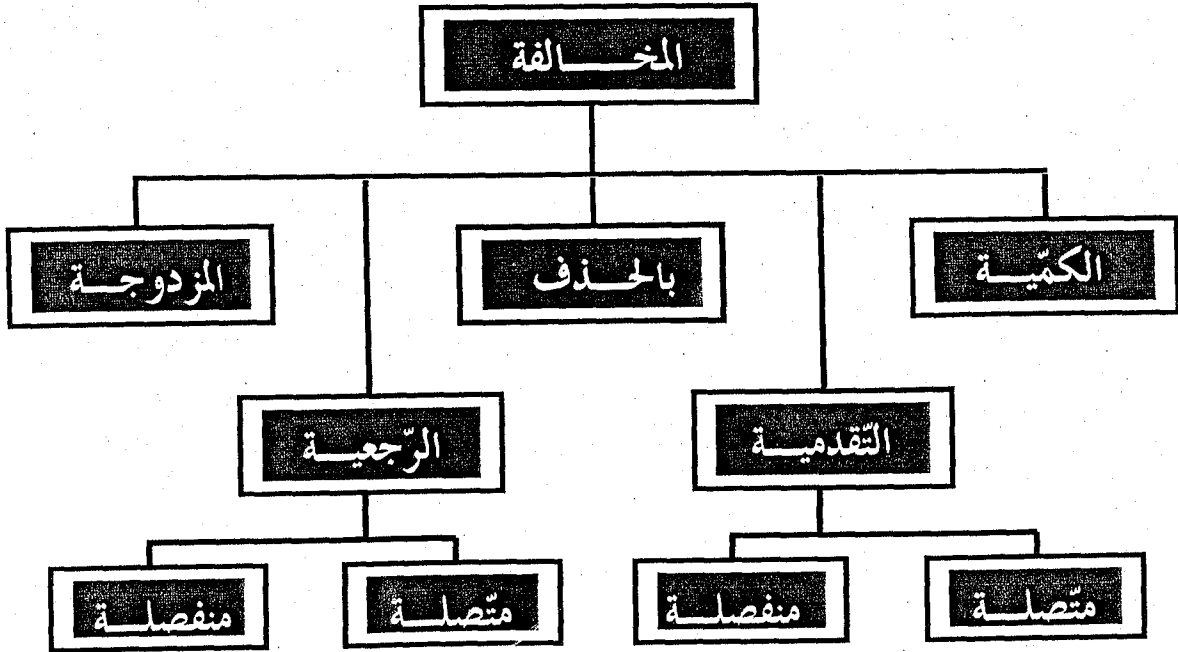 المخالفة
الكمّية
بالحذف
المزدوجة
التّقدمية
الرّجعية
متّصلة
منفصلة
متّصلة
منفصلة